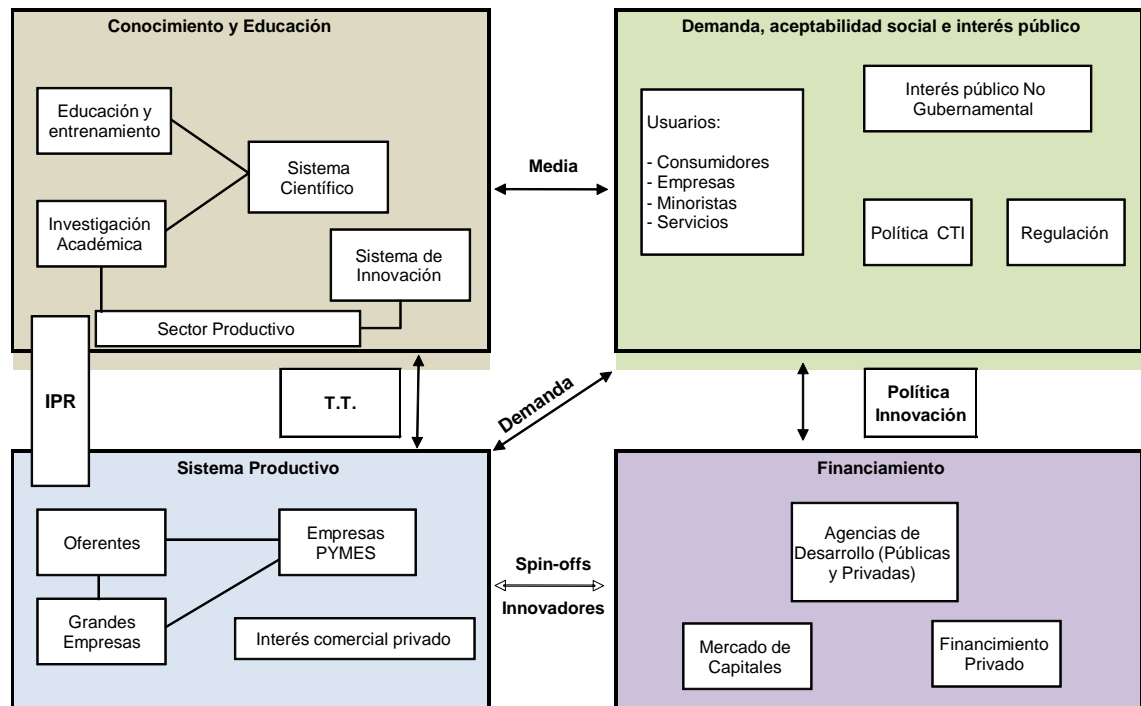 Conocimiento y Educación
Educación y
entrenamiento
Sistema
Científico
Investigación
Académica
Sistema de
Innovación
Sector Productivo
Media
Demanda, aceptabilidad social e interés público
Usuarios:
- Consumidores
- Empresas
- Minoristas
- Servicios
Interés público No
Gubernamental
Política CTI
Regulación
IPR
T.T.
Demanda
Política
Innovación
Sistema Productivo
Oferentes
Empresas
PYMES
Grandes
Empresas
Interés comercial privado
Spin-offs
Innovadores
Financiamiento
Agencias de
Desarrollo (Públicas
y Privadas)
Mercado de
Capitales
Financimiento
Privado